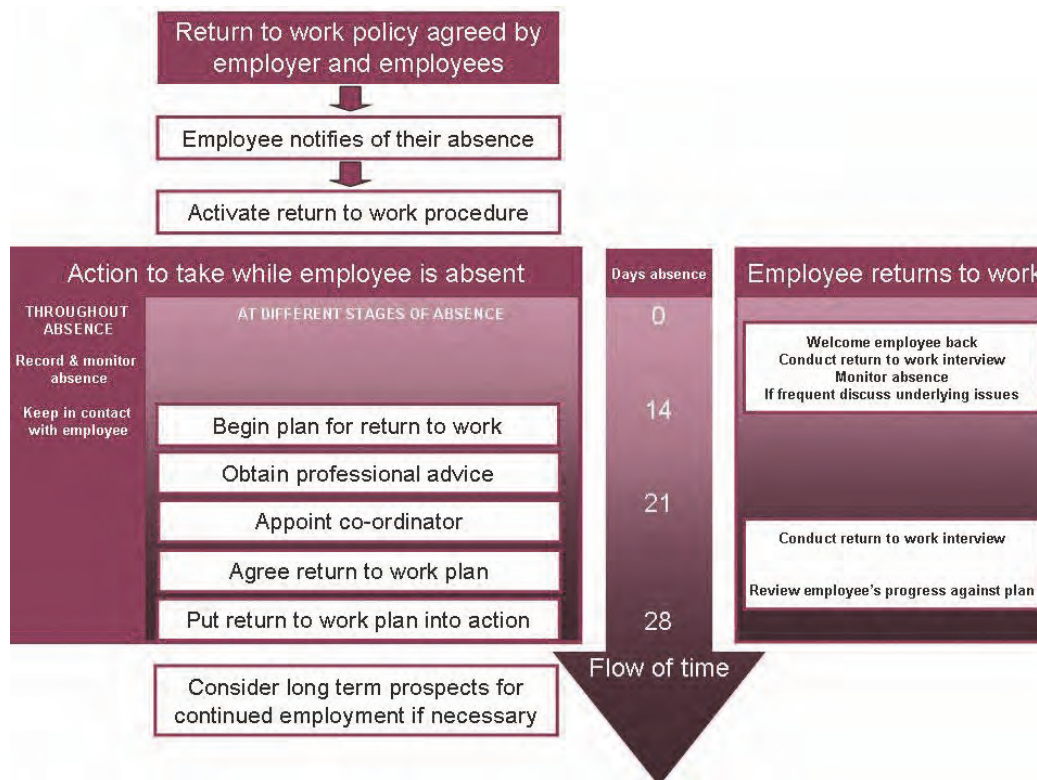 Return to work policy agreed by
employer and employees
Employee notifies of their absence
Activate return to work procedure
Action to take while employee is absent
THROUGHOUT
ABSENCE
Record & monitor
absence
Keep in contact
with employee
AT DIFFERENT STAGES OF ABSENCE
Begin plan for return to work
Obtain professional advice
Appoint co-ordinator
Agree return to work plan
Put return to work plan into action
Consider long term prospects for
continued employment if necessary
Days absence
0
14
21
28
Flow of time
Employee returns to work
Welcome employee back
Conduct return to work interview
Monitor absence
If frequent discuss underlying issues
Conduct return to work interview
Review employee's progress against plan